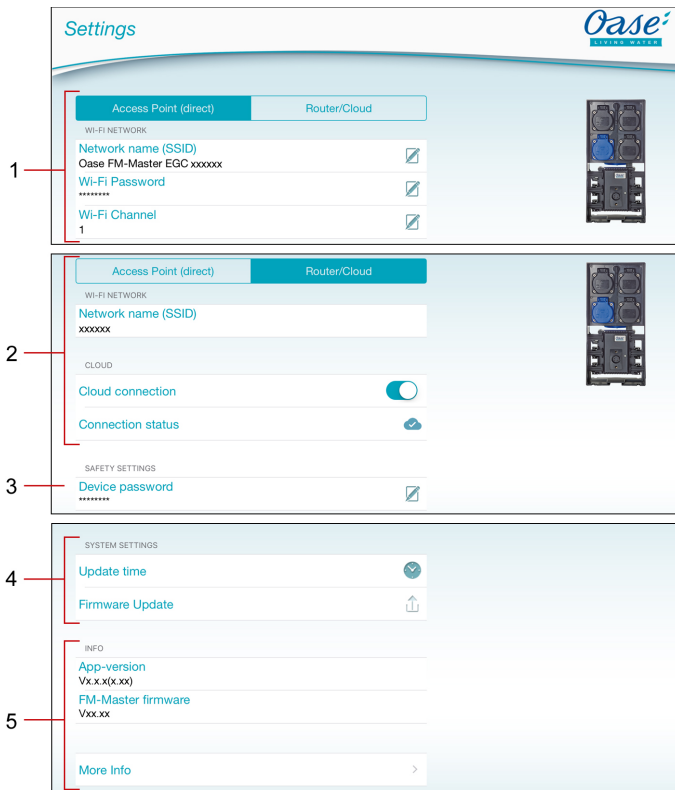 Settings
Oase
LIVING WATER
Access Point (direct) Router/Cloud
WI-FI NETWORK
Network name (SSID)
Oase FM-Master EGC xxxxxx
Wi-Fi Password
********
Wi-Fi Channel
1
1
Access Point (direct) Router/Cloud
WI-FI NETWORK
Network name (SSID)
xxxxxx
2
CLOUD
Cloud connection
Connection status
SAFETY SETTINGS
3
Device password
********
SYSTEM SETTINGS
4
Update time
Firmware Update
INFO
App-version
Vx.x.x(x.xx)
FM-Master firmware
Vxx.xx
5
More Info